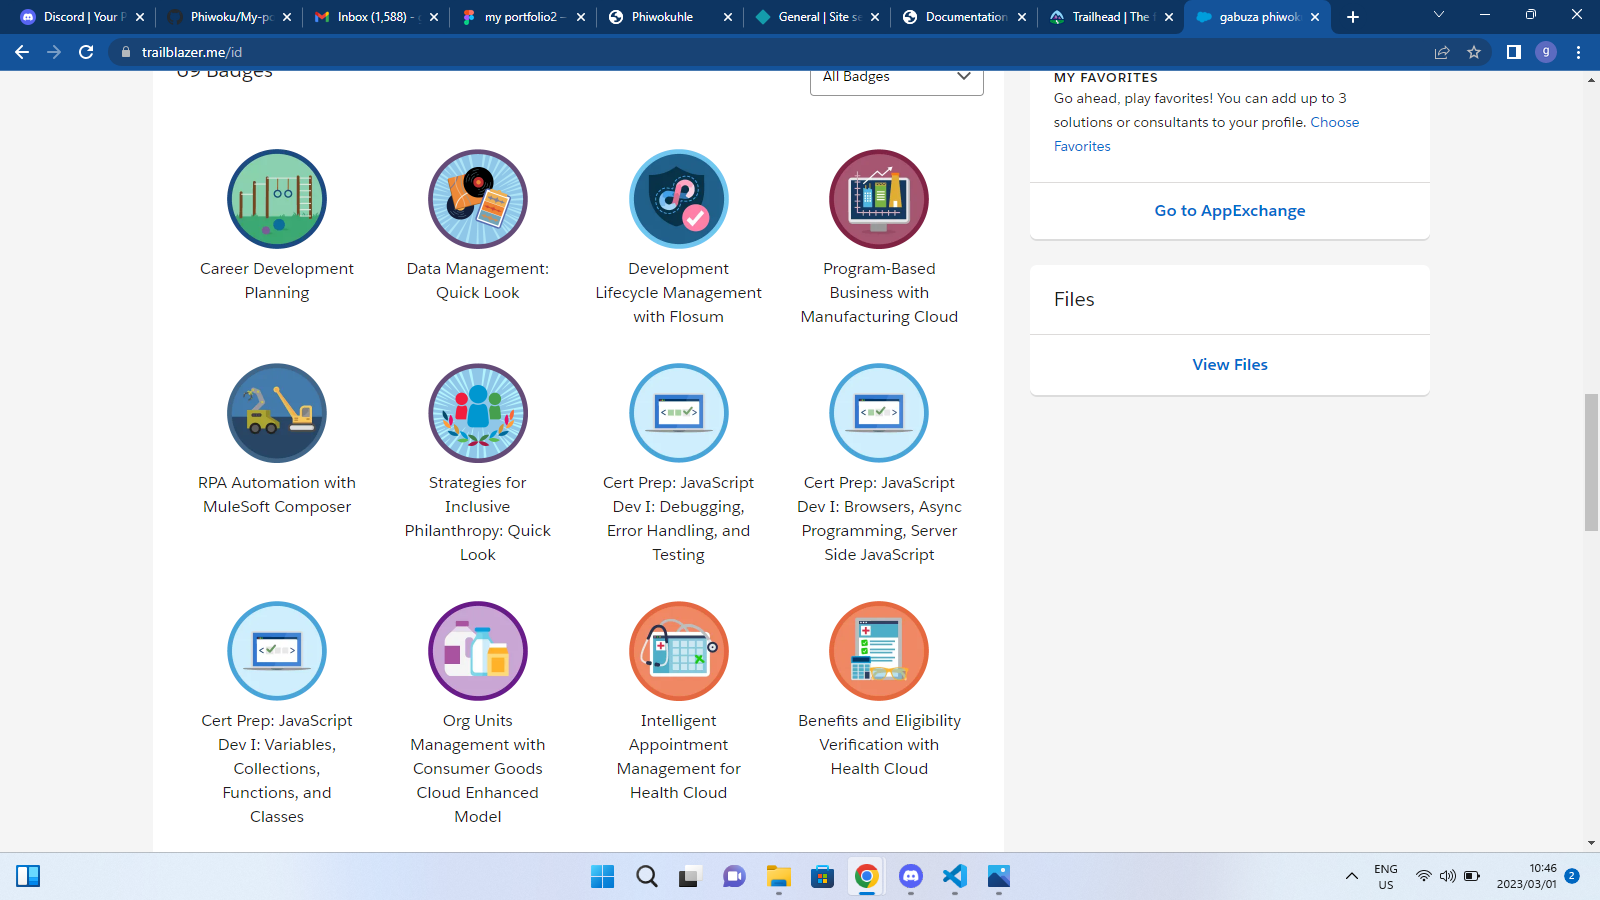 Discord | Your P
Phiwoku/My-po
Inbox (1,588) - g
my portfolio2 –
Phiwokuhle
General | Site se
Documentation
Trailhead | The f
gabuza phiwok
trailblazer.me/id
g
69 Badges
All Badges
MY FAVORITES
Go ahead, play favorites! You can add up to 3
solutions or consultants to your profile. Choose
Favorites
Go to AppExchange
Files
View Files
Career Development
Planning
Data Management:
Quick Look
Development
Lifecycle Management
with Flosum
Program-Based
Business with
Manufacturing Cloud
RPA Automation with
MuleSoft Composer
Strategies for
Inclusive
Philanthropy: Quick
Look
Cert Prep: JavaScript
Dev I: Debugging,
Error Handling, and
Testing
Cert Prep: JavaScript
Dev I: Browsers, Async
Programming, Server
Side JavaScript
Cert Prep: JavaScript
Dev I: Variables,
Collections,
Functions, and
Classes
Org Units
Management with
Consumer Goods
Cloud Enhanced
Model
Intelligent
Appointment
Management for
Health Cloud
Benefits and Eligibility
Verification with
Health Cloud
ENG
US
10:46
2023/03/01
2